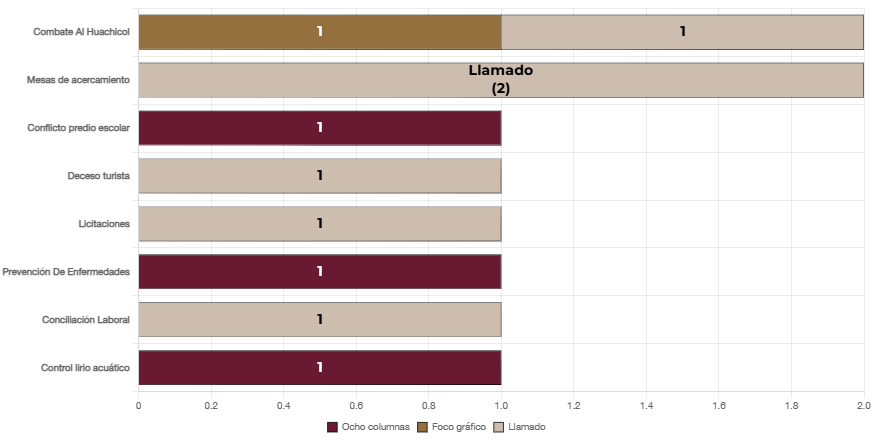 Combate Al Huachicol 1 1
Mesas de acercamiento Llamado
(2)
Conflicto predio escolar 1
Deceso turista 1
Licitaciones 1
Prevención De Enfermedades 1
Conciliación Laboral 1
Control lirio acuático 1
0 0.2 0.4 0.6 0.8 1.0 1.2 1.4 1.6 1.8 2.0
Ocho columnas Foco gráfico Llamado